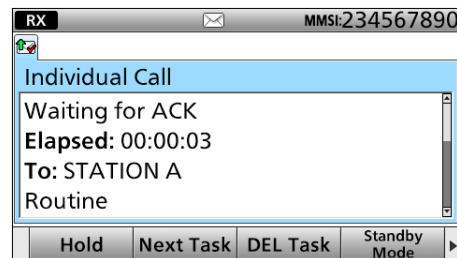 RX MMSI:234567890
Individual Call
Waiting for ACK
Elapsed: 00:00:03
To: STATION A
Routine
Hold Next Task DEL Task Standby
Mode